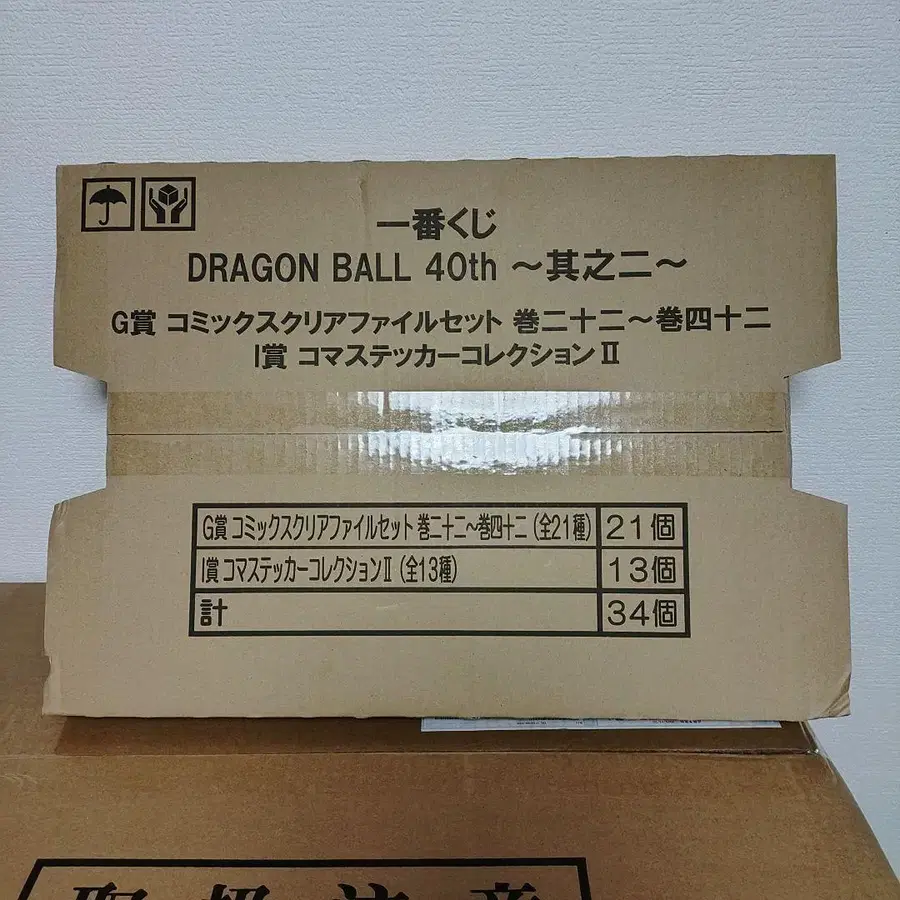 一番くじ
DRAGON BALL 40th ～其之二～
G賞 コミックスクリアファイルセット 巻二十二～巻四十二
I賞 コマステッカーコレクションⅡ
G賞 コミックスクリアファイルセット 巻二十二～巻四十二 (全21種) 21個
I賞 コマステッカーコレクションⅡ (全13種) 13個
計 34個
取扱注意